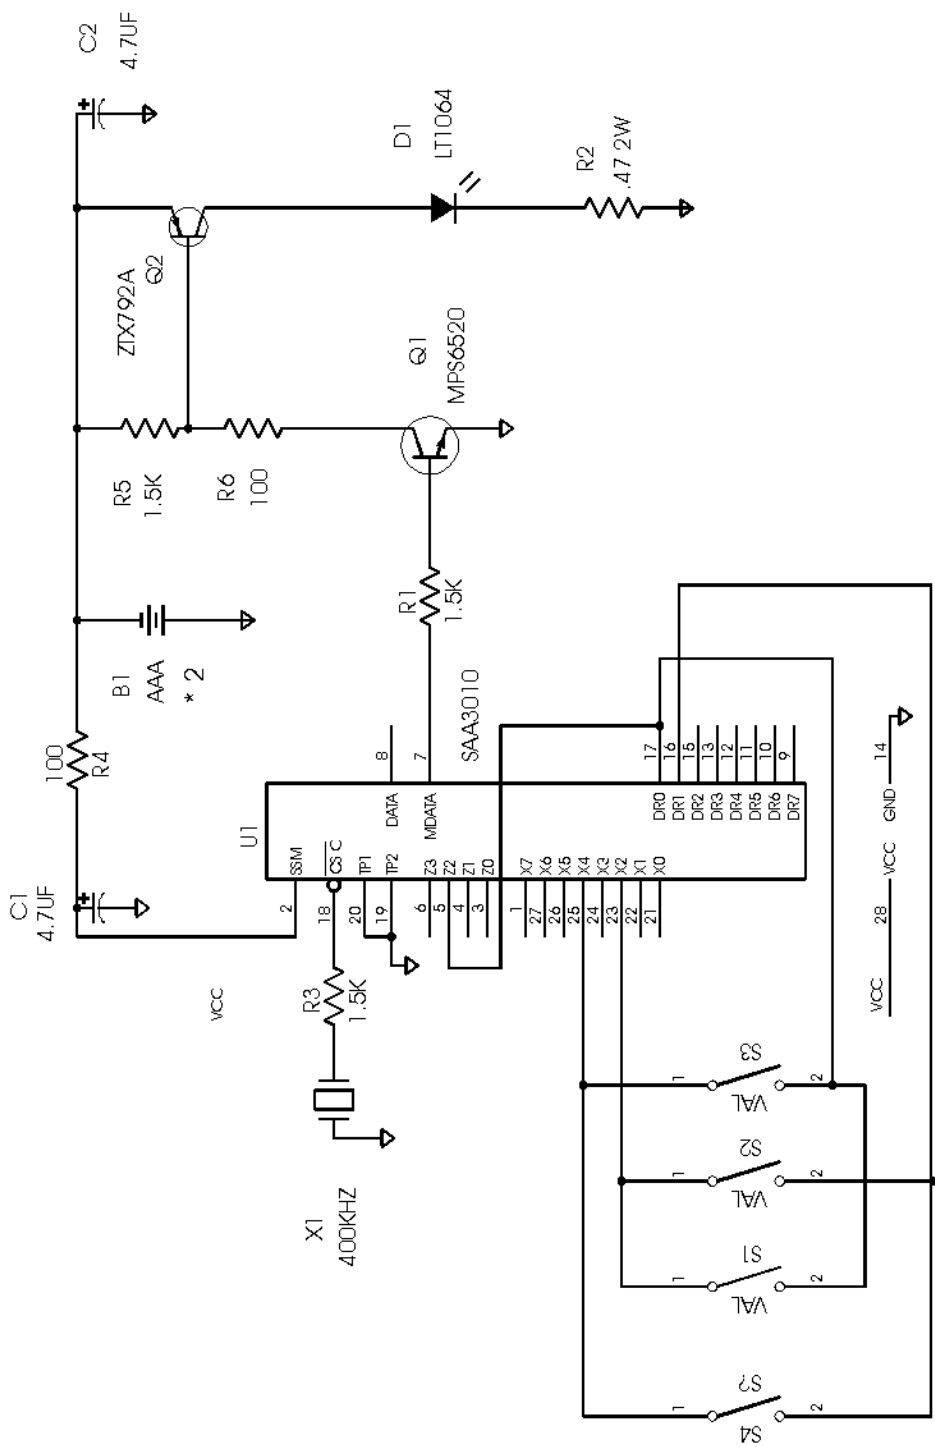 C2
4.7UF
D1
LT1064
R2
.47 2W
ZTX792A
Q2
Q1
MPS6520
R5
1.5K
R6
100
R1
1.5K
B1
AAA
* 2
100
R4
C1
4.7UF
VCC
U1
SAA3010
SSM
2
CSC
18
TP1
20
TP2
19
Z3
6
Z2
5
Z1
4
Z0
3
X7
1
X6
27
X5
26
X4
25
X3
24
X2
23
X1
22
X0
21
DATA
8
MDATA
7
DR0
17
DR1
16
DR2
15
DR3
13
DR4
12
DR5
11
DR6
10
DR7
9
R3
1.5K
X1
400KHZ
VCC
28
VCC
GND
14
1
S3
VAL
2
1
S2
VAL
2
1
S1
VAL
2
1
S?
S4
2